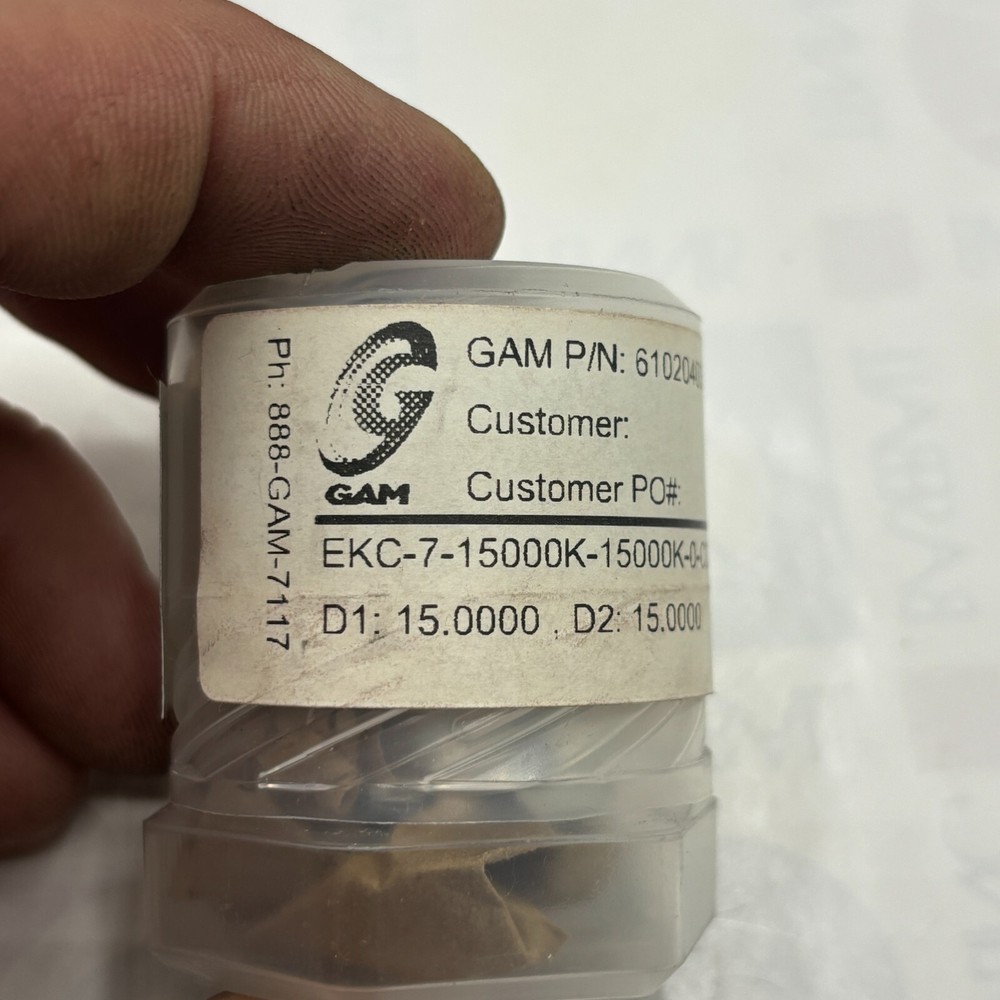 GAM P/N: 610204
Customer:
Customer PO#:
GAM
Ph: 888-GAM-7117
EKC-7-15000K-15000K-0-
D1: 15.0000 , D2: 15.0000